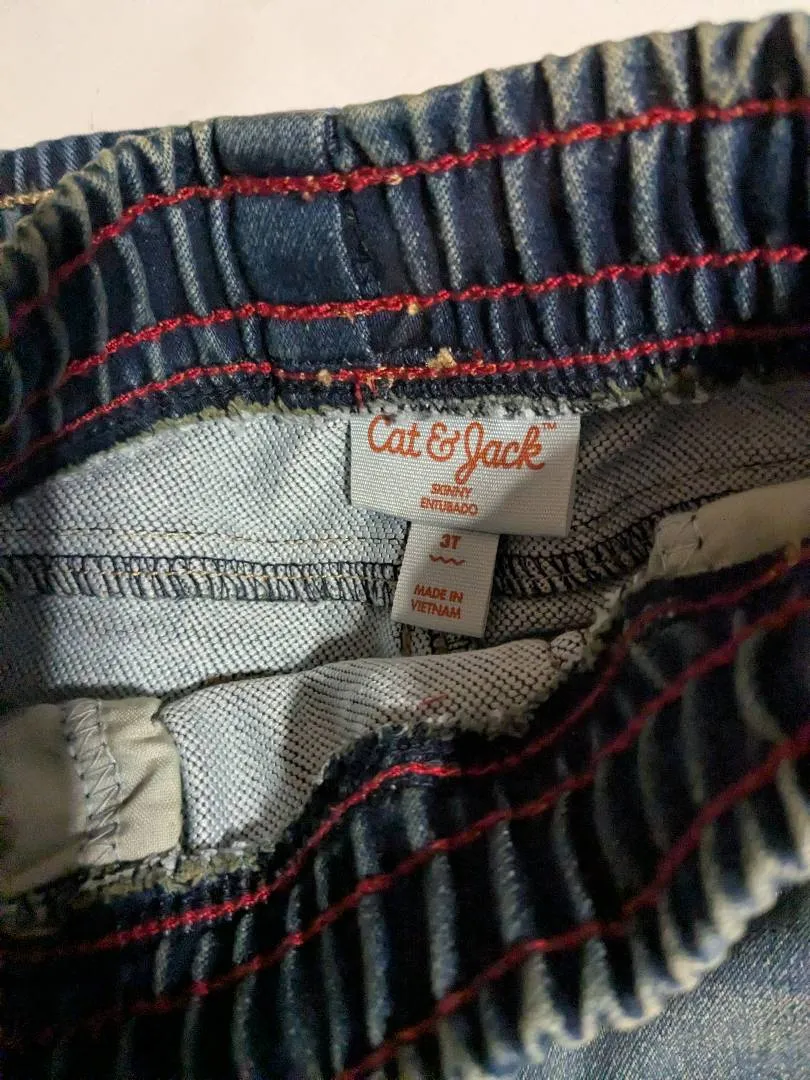 Cat & Jack™
SKINNY
ENTUBADO
3T
MADE IN
VIETNAM